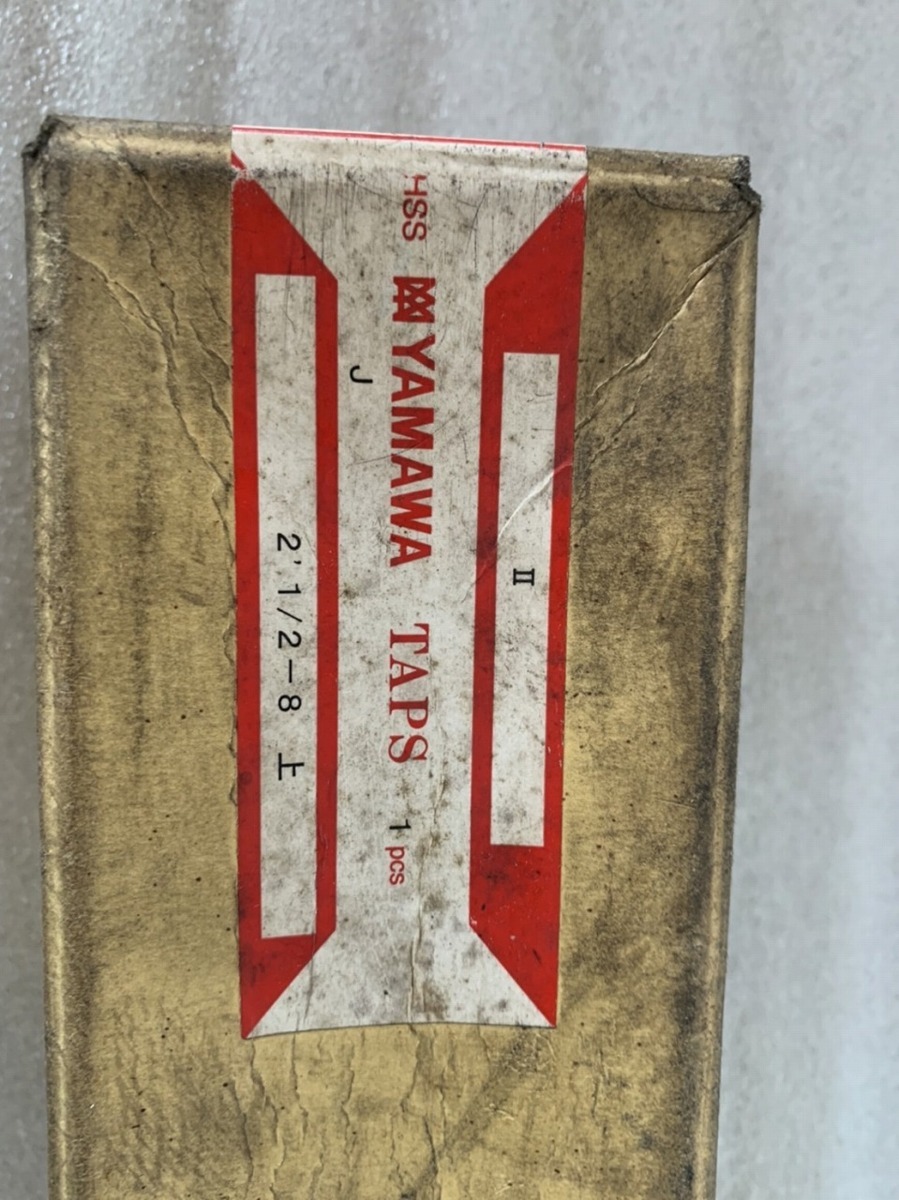 II
HSS YAMAWA TAPS 1 pcs
J
2'1/2-8 上